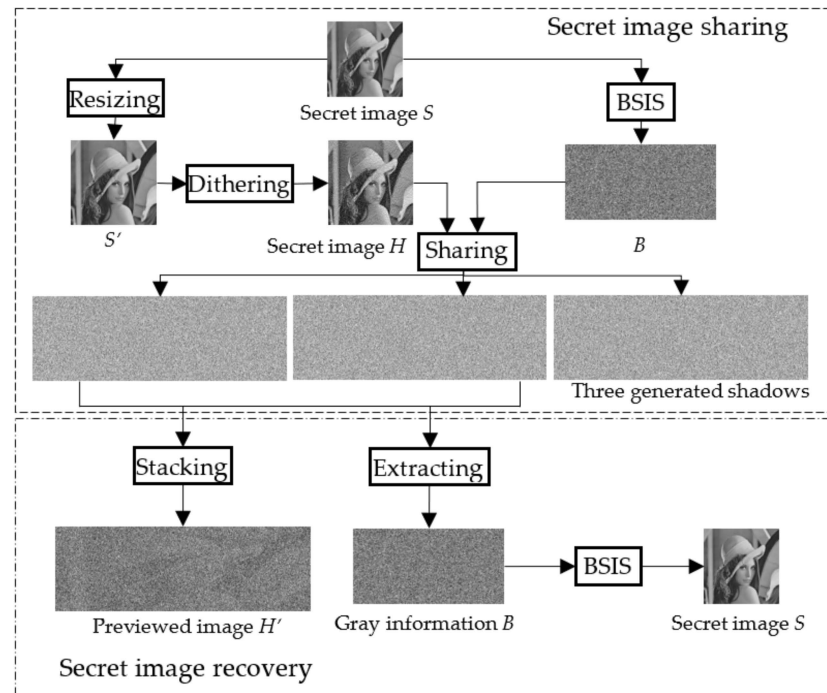 Secret image sharing
Resizing
Secret image S
BSIS
Dithering
S'
Secret image H
Sharing
B
Three generated shadows
Stacking
Extracting
BSIS
Previewed image H'
Gray information B
Secret image S
Secret image recovery